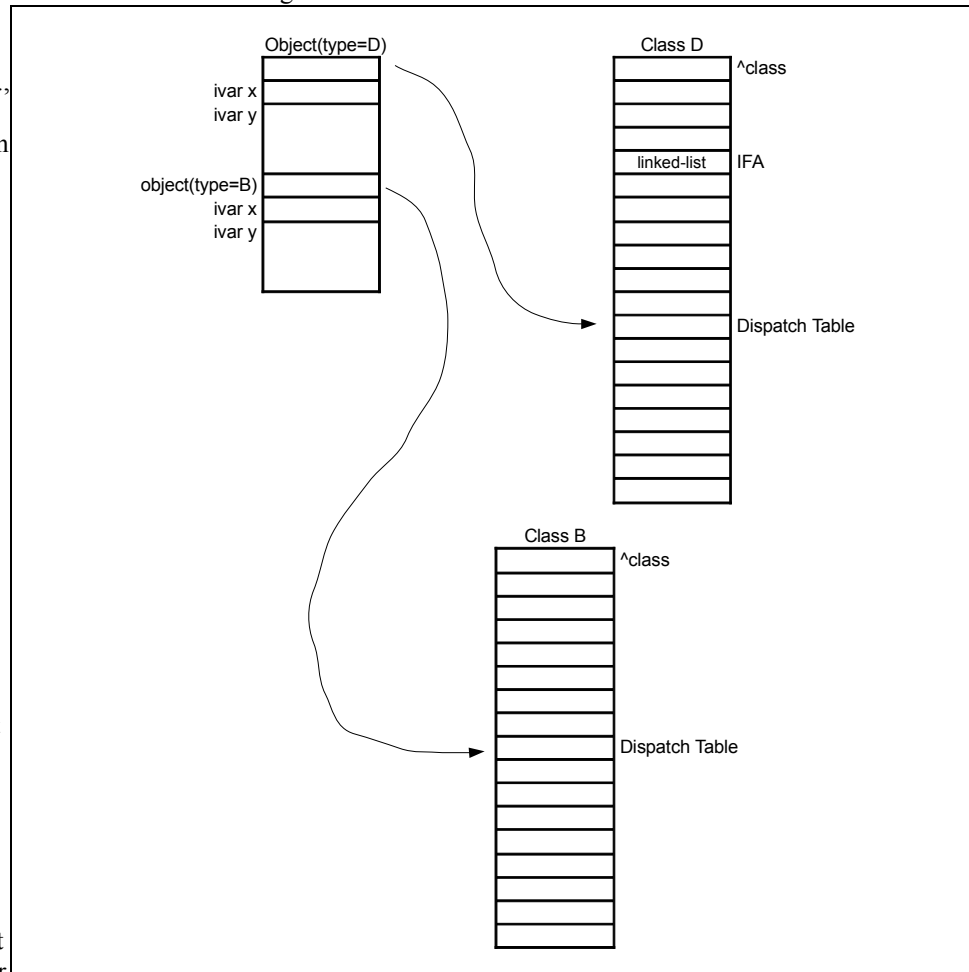 Object(type=D)
ivar x
ivar y
object(type=B)
ivar x
ivar y
Class D
^class
linked-list
IFA
Dispatch Table
Class B
^class
Dispatch Table